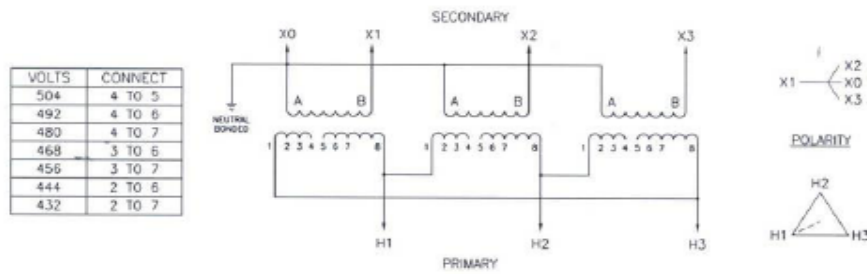 SECONDARY
X0 X1 X2 X3
VOLTS CONNECT
504 4 TO 5
492 4 TO 6
480 4 TO 7
468 3 TO 6
456 3 TO 7
444 2 TO 6
432 2 TO 7
NEUTRAL
BONDED
A B A B A B
1 2 3 4 5 6 7 8 1 2 3 4 5 6 7 8 1 2 3 4 5 6 7 8
H1 H2 H3
PRIMARY
X2
X1 X0
X3
POLARITY
H2
H1 H3